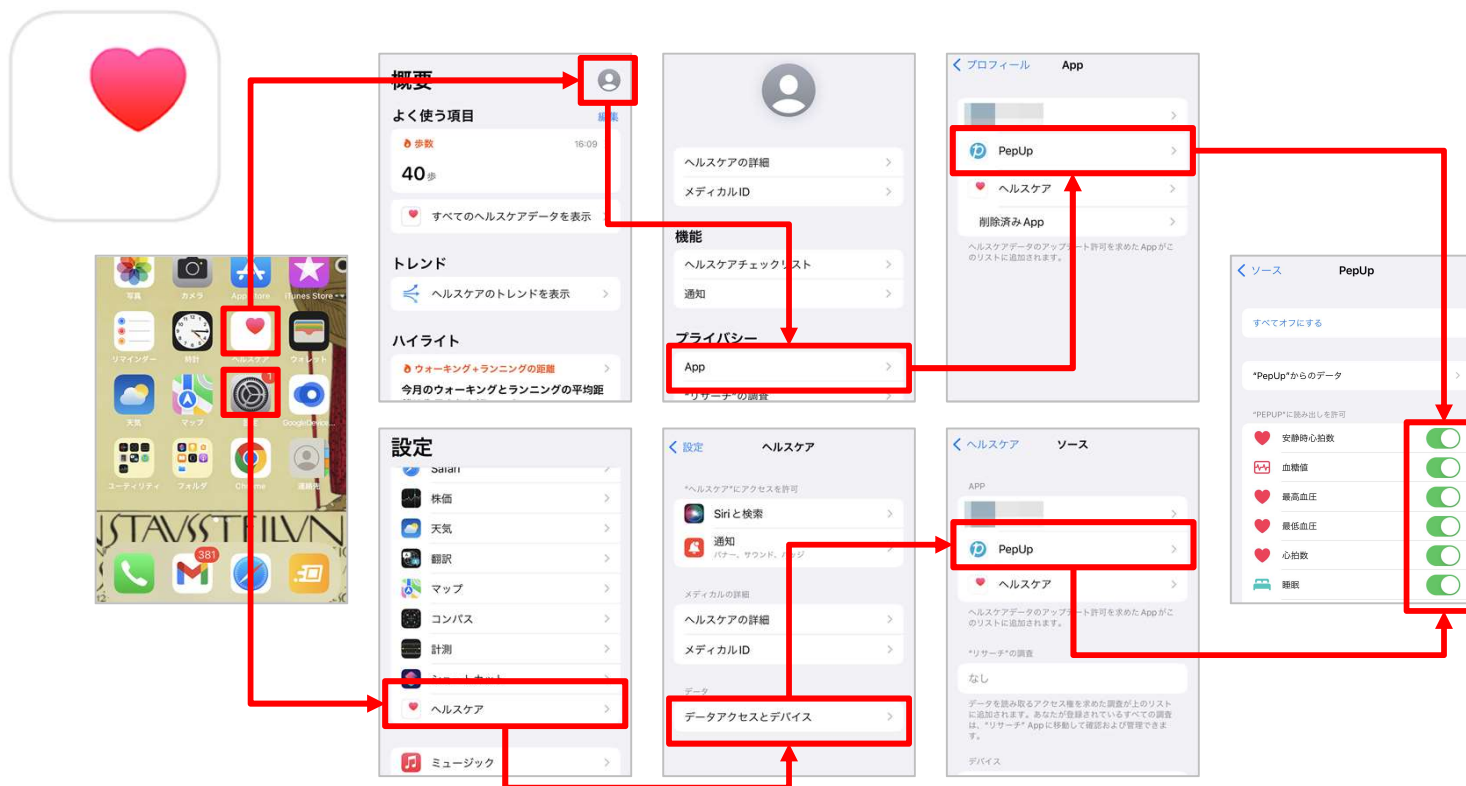 写真
カメラ
App Store
iTunes Store
リマインダー
時計
ヘルスケア
ウォレット
天気
マップ
1
設定
GoogleDevice...
ユーティリティ
フォルダ
Chrome
連絡先
381
概要
よく使う項目
編集
歩数
16:09
40歩
すべてのヘルスケアデータを表示
トレンド
ヘルスケアのトレンドを表示
ハイライト
ウォーキング+ランニングの距離
今月のウォーキングとランニングの平均距
ヘルスケアの詳細
メディカルID
機能
ヘルスケアチェックリスト
通知
プライバシー
App
"リサーチ"の調査
プロフィール
App
PepUp
ヘルスケア
削除済みApp
ヘルスケアデータのアップデート許可を求めたAppがこ
のリストに追加されます。
設定
Safari
株価
天気
翻訳
マップ
コンパス
計測
ショートカット
ヘルスケア
ミュージック
設定
ヘルスケア
"ヘルスケア"にアクセスを許可
Siriと検索
通知
バナー、サウンド、バッジ
メディカルの詳細
ヘルスケアの詳細
メディカルID
データ
データアクセスとデバイス
ヘルスケア
ソース
APP
PepUp
ヘルスケア
ヘルスケアデータのアップデート許可を求めたAppがこ
のリストに追加されます。
"リサーチ"の調査
なし
データを読み取るアクセス権を求めた調査が上のリスト
に追加されます。あなたが登録されているすべての調査
は、"リサーチ" Appに移動して確認および管理できま
す。
デバイス
ソース
PepUp
すべてオフにする
"PepUp"からのデータ
"PEPUP"に読み出しを許可
安静時心拍数
血糖値
最高血圧
最低血圧
心拍数
睡眠